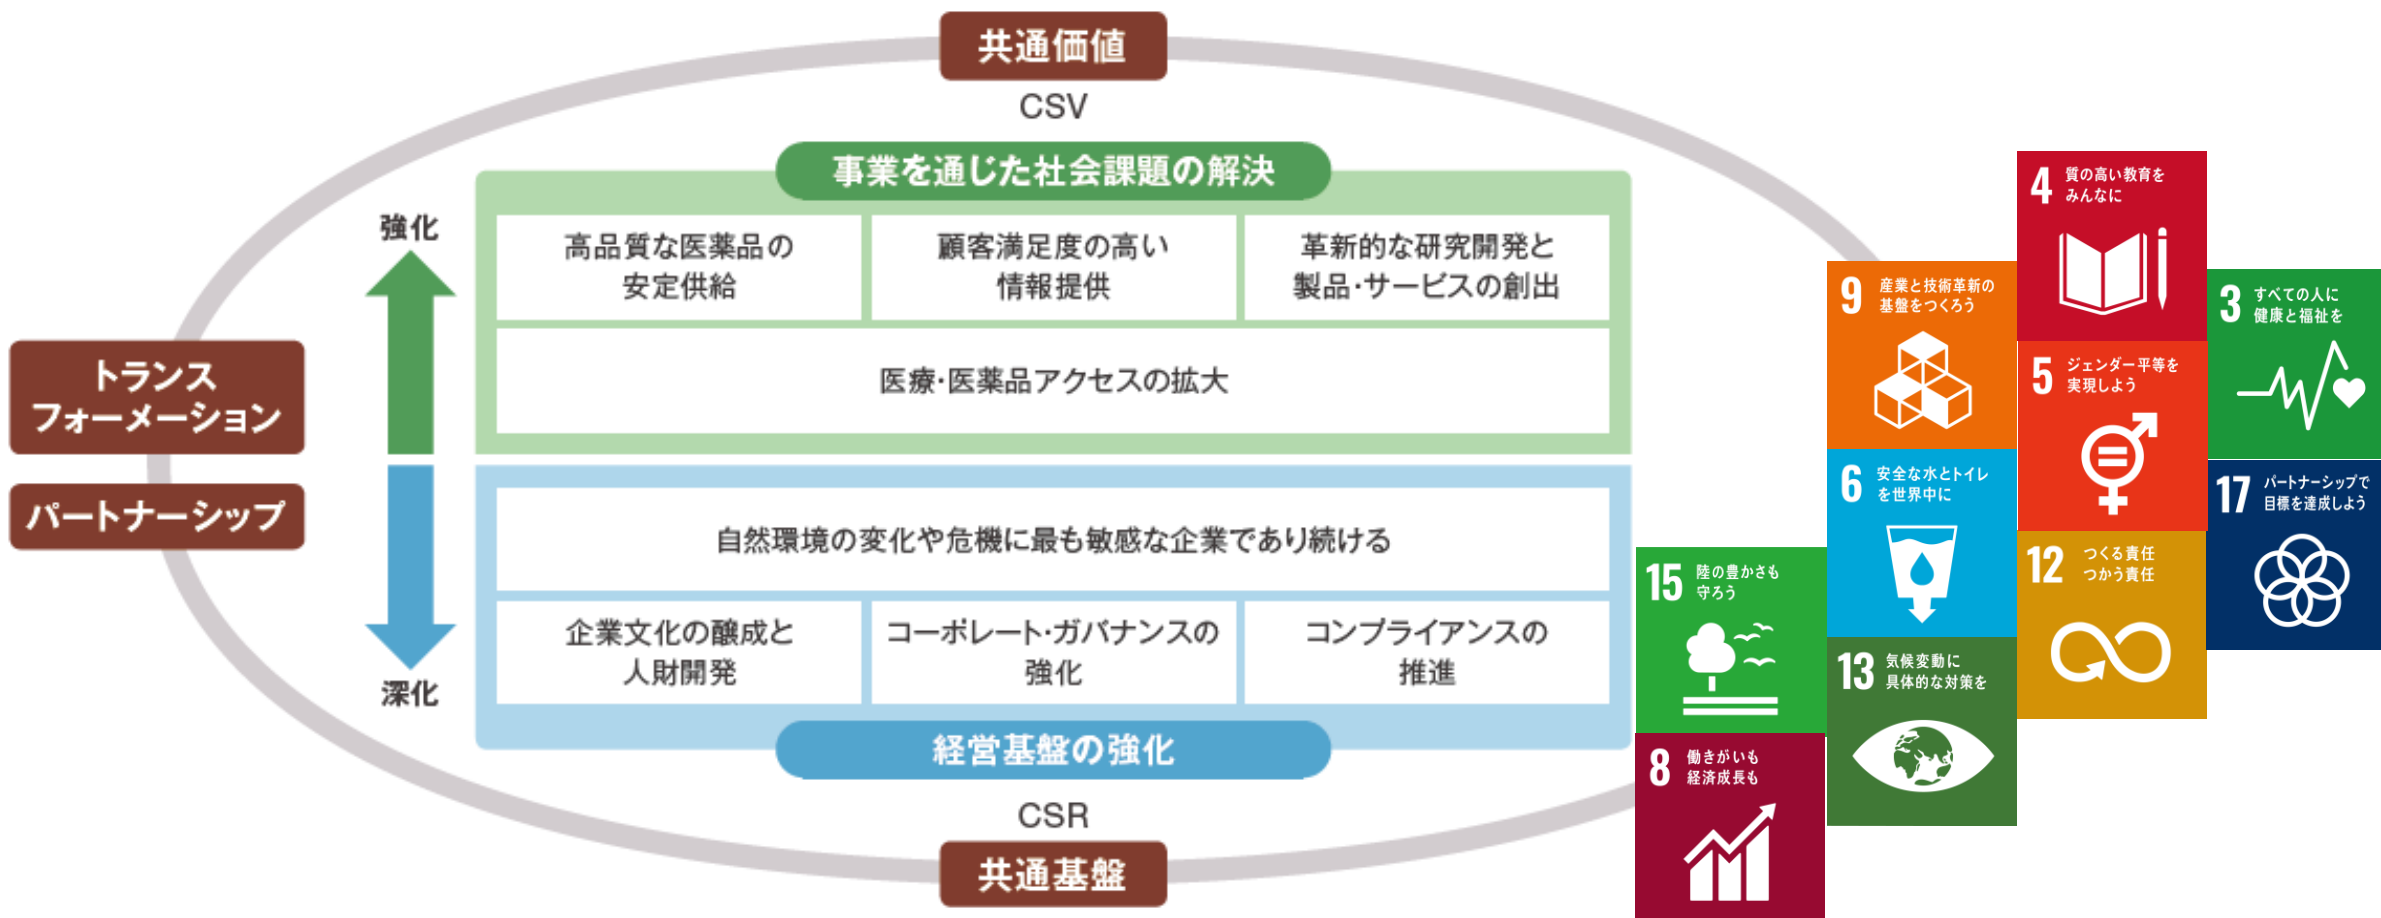 共通価値
CSV
事業を通じた社会課題の解決
強化
高品質な医薬品の
安定供給
顧客満足度の高い
情報提供
革新的な研究開発と
製品・サービスの創出
医療・医薬品アクセスの拡大
トランス
フォーメーション
パートナーシップ
自然環境の変化や危機に最も敏感な企業であり続ける
企業文化の醸成と
人財開発
コーポレート・ガバナンスの
強化
コンプライアンスの
推進
深化
経営基盤の強化
CSR
共通基盤
4 質の高い教育を
みんなに
9 産業と技術革新の
基盤をつくろう
3 すべての人に
健康と福祉を
5 ジェンダー平等を
実現しよう
6 安全な水とトイレ
を世界中に
17 パートナーシップで
目標を達成しよう
12 つくる責任
つかう責任
15 陸の豊かさも
守ろう
13 気候変動に
具体的な対策を
8 働きがいも
経済成長も